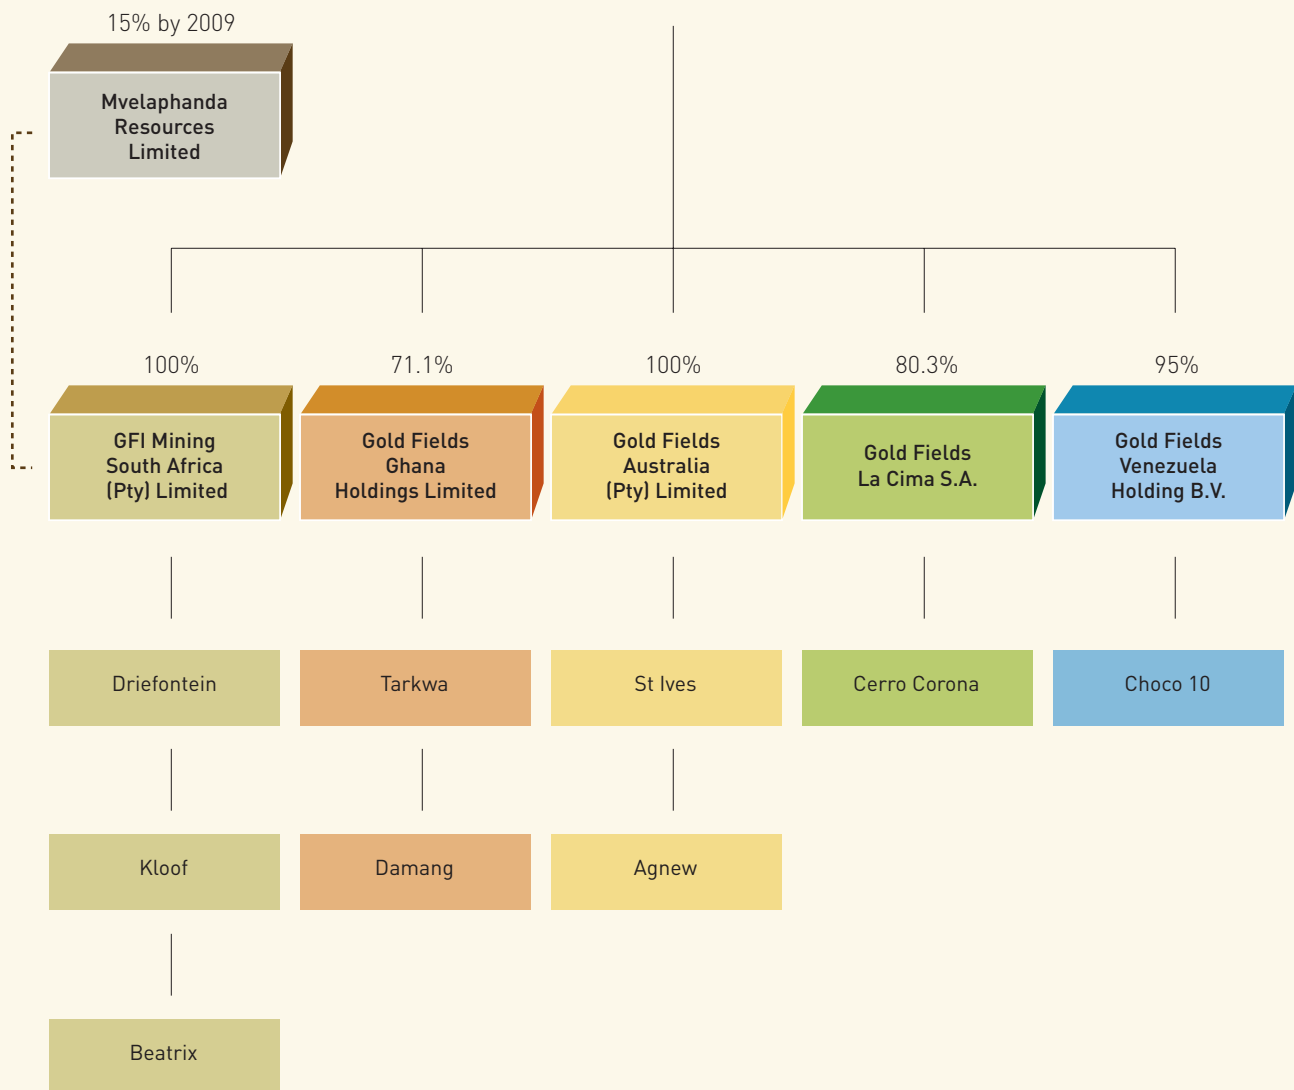 15% by 2009
Mvelaphanda
Resources
Limited
100%
71.1%
100%
80.3%
95%
GFI Mining
South Africa
(Pty) Limited
Gold Fields
Ghana
Holdings Limited
Gold Fields
Australia
(Pty) Limited
Gold Fields
La Cima S.A.
Gold Fields
Venezuela
Holding B.V.
Driefontein
Tarkwa
St Ives
Cerro Corona
Choco 10
Kloof
Damang
Agnew
Beatrix